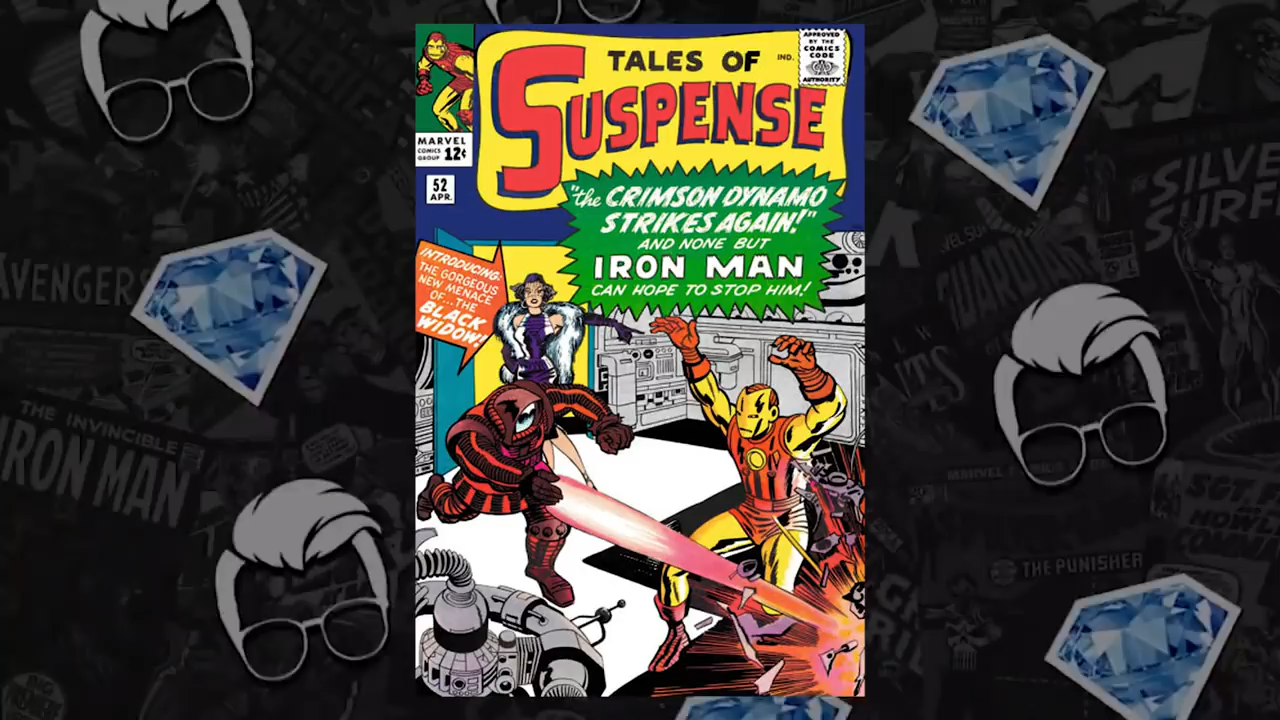 TALES OF
SUSPENSE
IND.
APPROVED
BY THE
COMICS
CODE
AUTHORITY
MARVEL
COMICS
GROUP 12¢
52
APR.
"the CRIMSON DYNAMO
STRIKES AGAIN!"
AND NONE BUT
IRON MAN
CAN HOPE TO STOP HIM!
INTRODUCING:
THE GORGEOUS
NEW MENACE
OF...THE
BLACK
WIDOW!
AVENGERS
THE INVINCIBLE
IRON MAN
THE PUNISHER